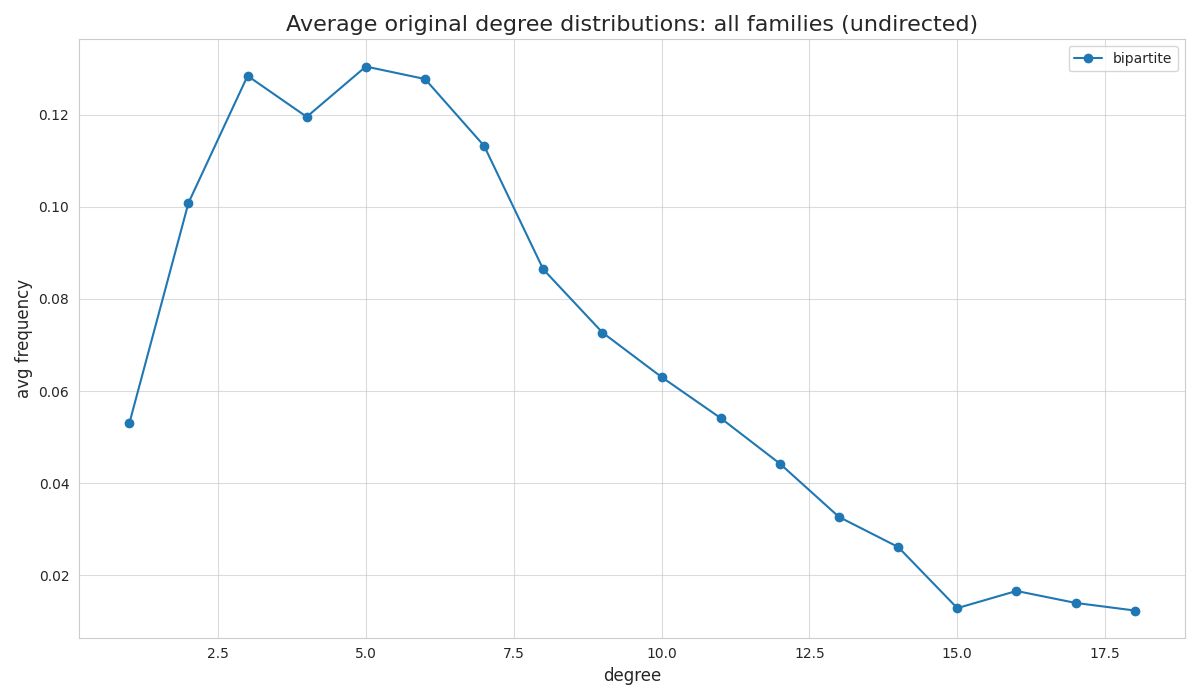 Average original degree distributions: all families (undirected)
bipartite
avg frequency
0.12
0.10
0.08
0.06
0.04
0.02
2.5 5.0 7.5 10.0 12.5 15.0 17.5
degree